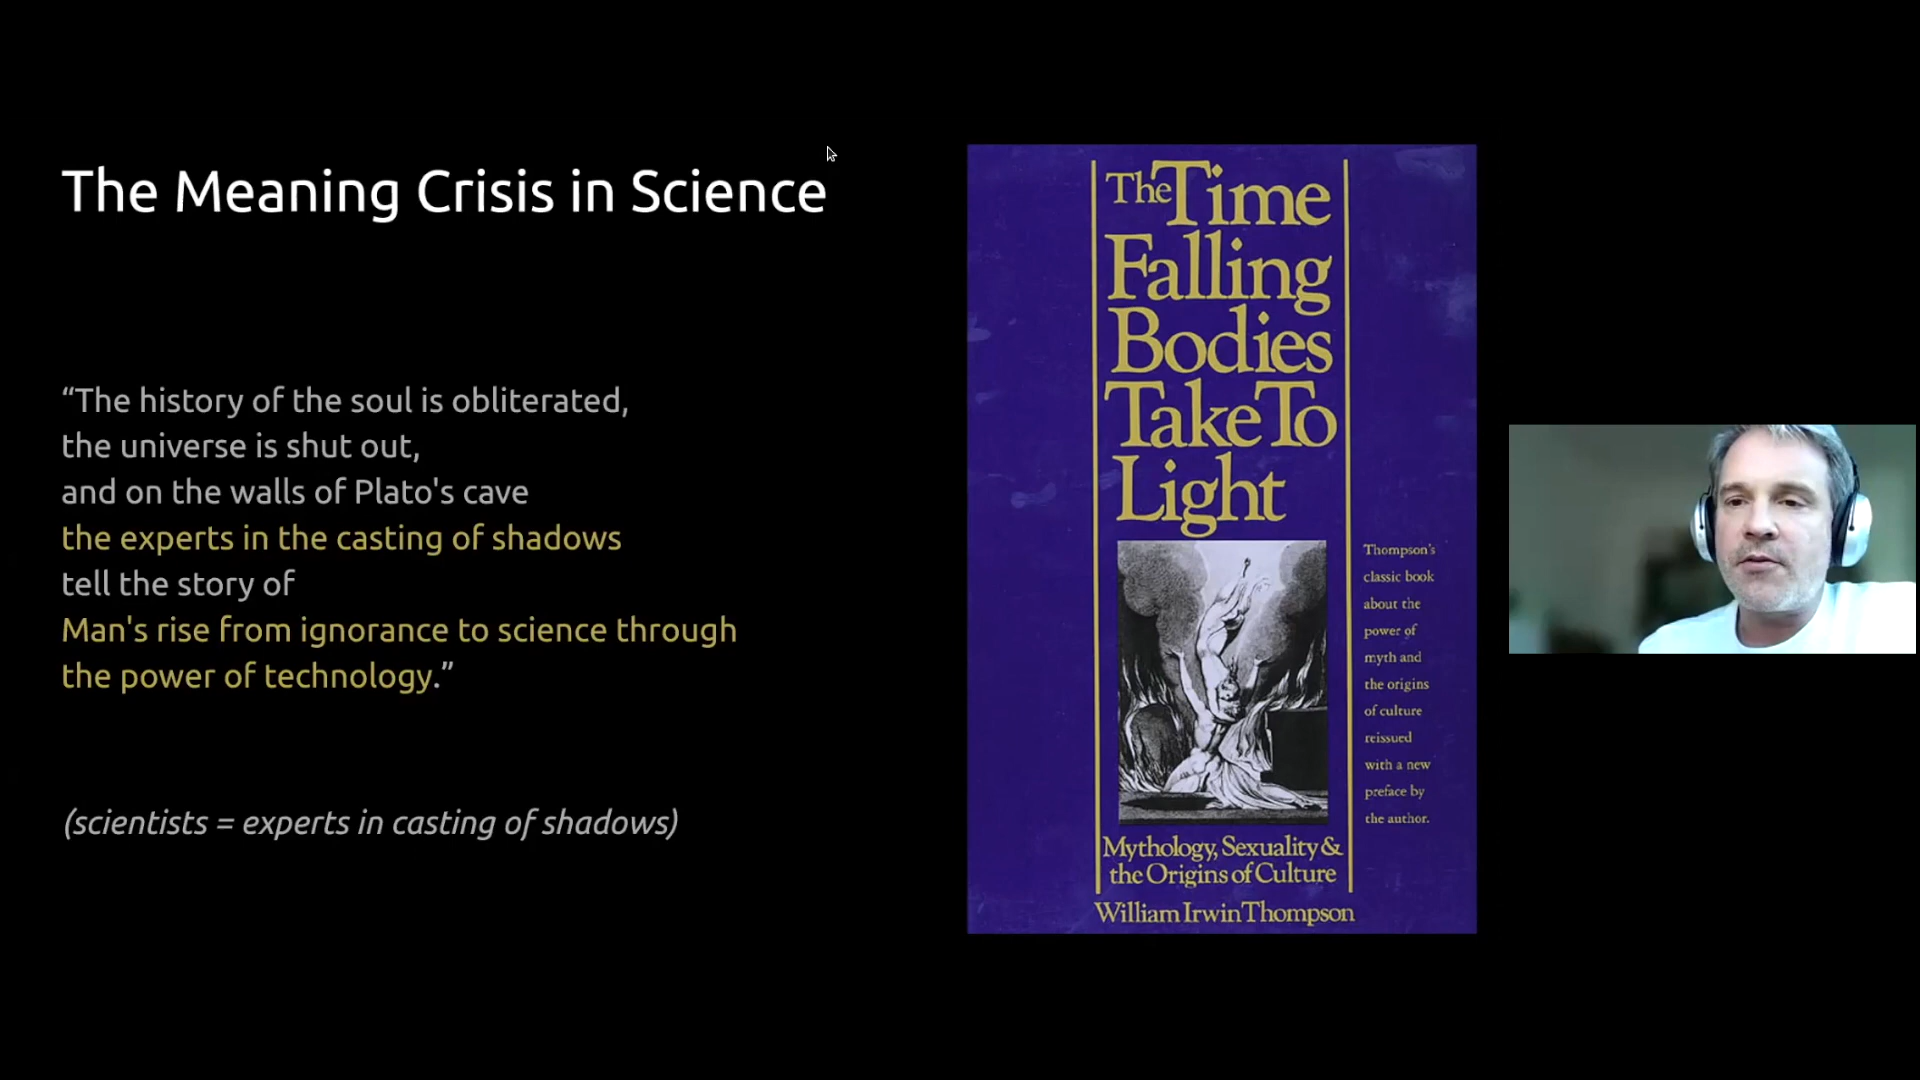 The Meaning Crisis in Science
“The history of the soul is obliterated,
the universe is shut out,
and on the walls of Plato's cave
the experts in the casting of shadows
tell the story of
Man's rise from ignorance to science through
the power of technology.”
(scientists = experts in casting of shadows)
The Time
Falling
Bodies
Take To
Light
Thompson's
classic book
about the
power of
myth and
the origins
of culture
reissued
with a new
preface by
the author.
Mythology, Sexuality &
the Origins of Culture
William Irwin Thompson